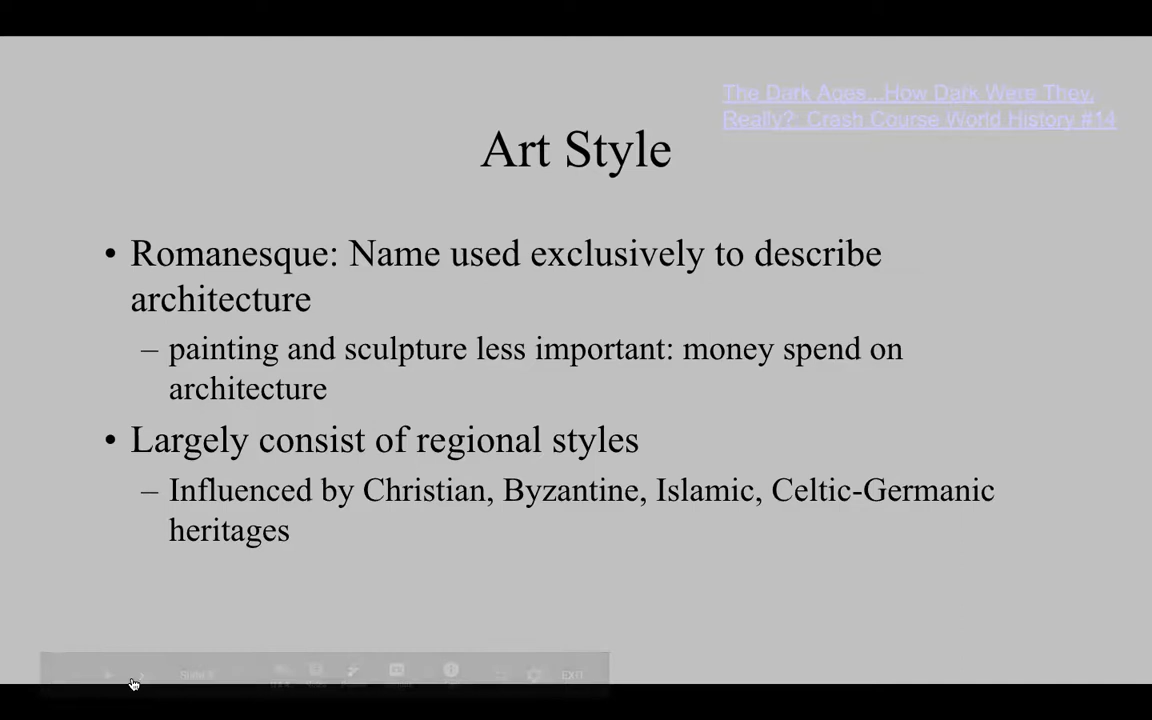 The Dark Ages...How Dark Were They,
Really?: Crash Course World History #14
Art Style
• Romanesque: Name used exclusively to describe
architecture
– painting and sculpture less important: money spend on
architecture
• Largely consist of regional styles
– Influenced by Christian, Byzantine, Islamic, Celtic-Germanic
heritages
EXIT